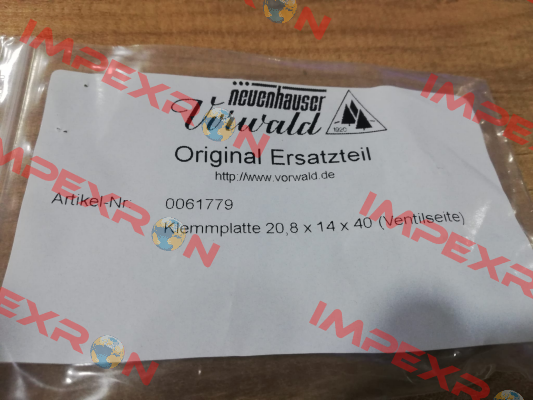 neuenhauser
Vorwald
1920
Original Ersatzteil
http://www.vorwald.de
Artikel-Nr. 0061779
Klemmplatte 20,8 x 14 x 40 (Ventilseite)
IMPEXRON
IMPEXRON
IMPEXRON
IMPEXRON
IMPEXRON